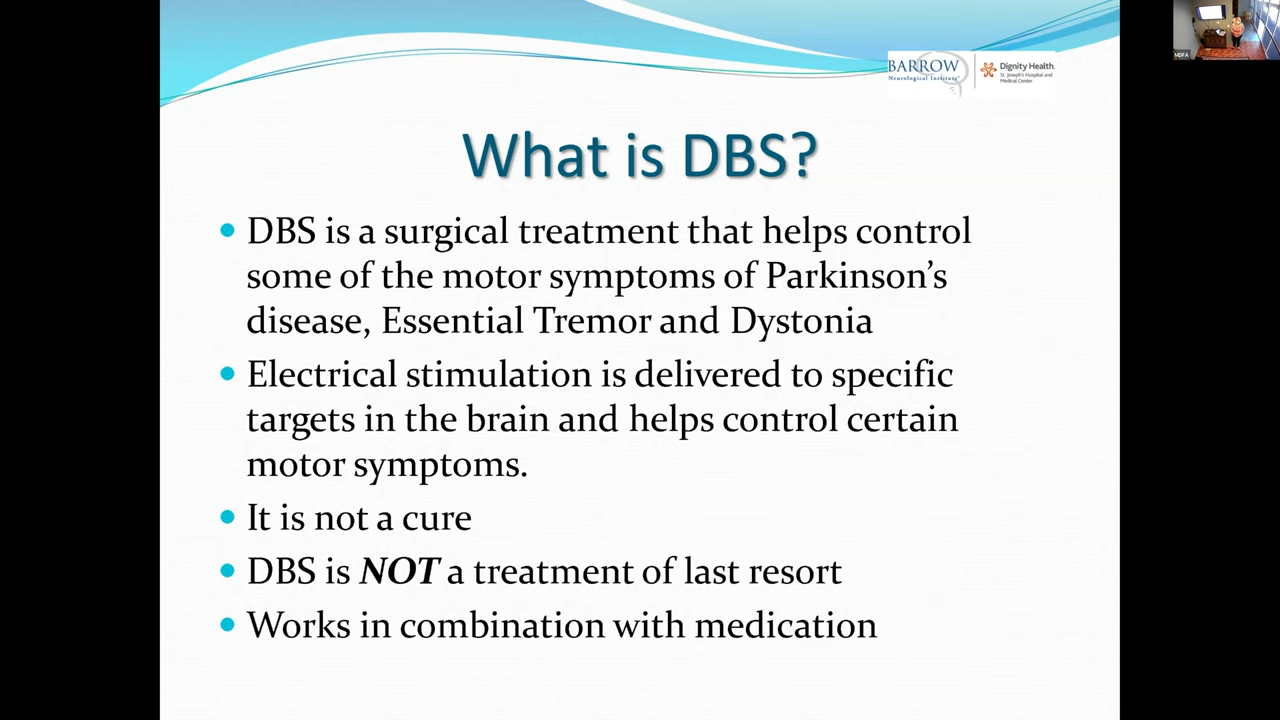 BARROW
Neurological Institute
Dignity Health
St. Joseph's Hospital and
Medical Center
MDFA
What is DBS?
• DBS is a surgical treatment that helps control
some of the motor symptoms of Parkinson's
disease, Essential Tremor and Dystonia
• Electrical stimulation is delivered to specific
targets in the brain and helps control certain
motor symptoms.
• It is not a cure
• DBS is NOT a treatment of last resort
• Works in combination with medication